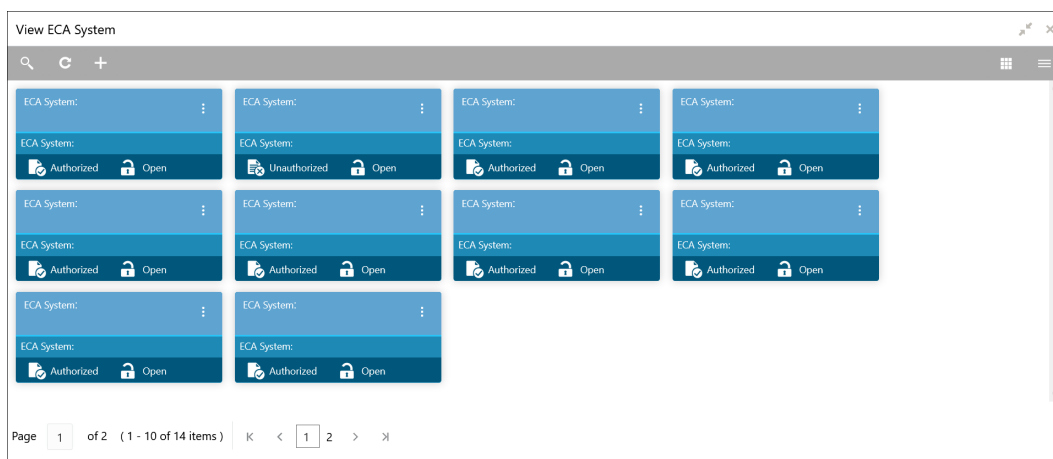 View ECA System
ECA System: ECA System: ECA System: ECA System:
ECA System: ECA System: ECA System: ECA System:
Authorized Open Unauthorized Open Authorized Open Authorized Open
ECA System: ECA System: ECA System: ECA System:
ECA System: ECA System: ECA System: ECA System:
Authorized Open Authorized Open Authorized Open Authorized Open
ECA System: ECA System:
ECA System: ECA System:
Authorized Open Authorized Open
Page 1 of 2 ( 1 - 10 of 14 items ) 1 2